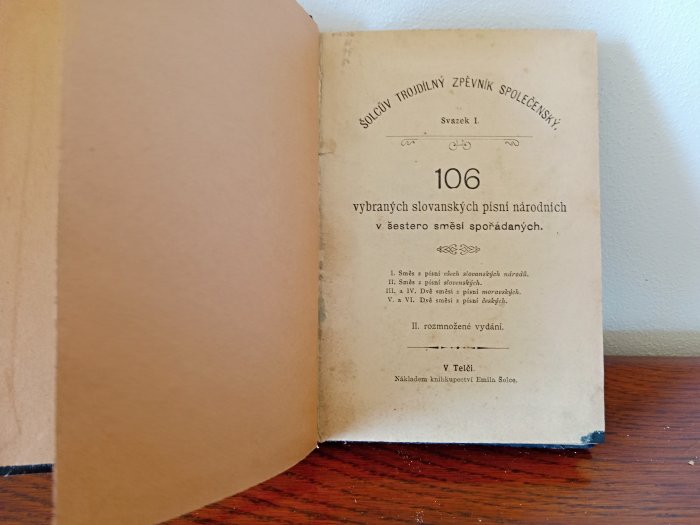 ŠOLCŮV TROJDÍLNÝ ZPĚVNÍK SPOLEČENSKÝ.
Svazek I.
106
vybraných slovanských písní národních
v šestero směsí spořádaných.
I. Směs z písní všech slovanských národů.
II. Směs z písní slovenských.
III. a IV. Dvě směsi z písní moravských.
V. a VI. Dvě směsi z písní českých.
II. rozmnožené vydání.
V Telči.
Nákladem knihkupectví Emila Šolce.